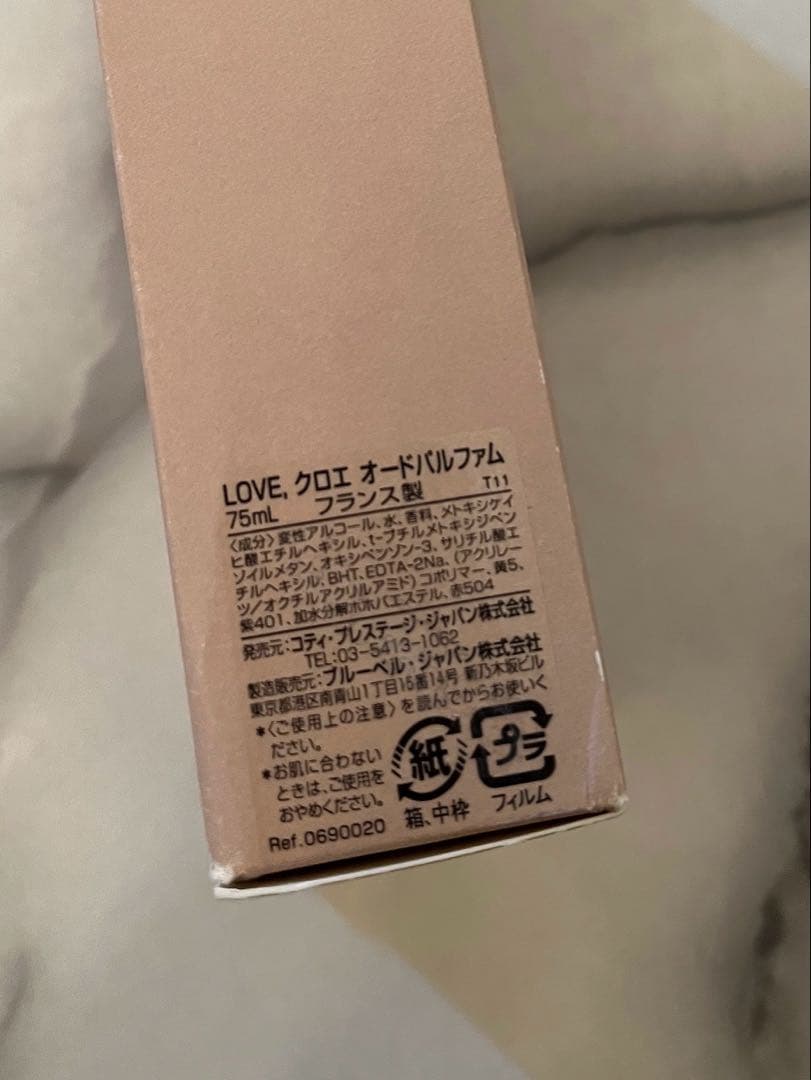 LOVE, クロエ オードパルファム
75mL フランス製 T11
〈成分〉変性アルコール、水、香料、メトキシケイ
ヒ酸エチルヘキシル、t-ブチルメトキシジベン
ゾイルメタン、オキシベンゾン-3、サリチル酸エ
チルヘキシル、BHT、EDTA-2Na、(アクリレー
ツ/オクチルアクリルアミド)コポリマー、黄5、
紫401、加水分解ホホバエステル、赤504
発売元:コティ・プレステージ・ジャパン株式会社
TEL:03-5413-1062
製造販売元:ブルーベル・ジャパン株式会社
東京都港区南青山1丁目15番14号 新乃木坂ビル
*〈ご使用上の注意〉を読んでからお使いく
ださい。
*お肌に合わない
ときは、ご使用を
おやめください。
紙
プラ
箱、中枠
フィルム
Ref.0690020